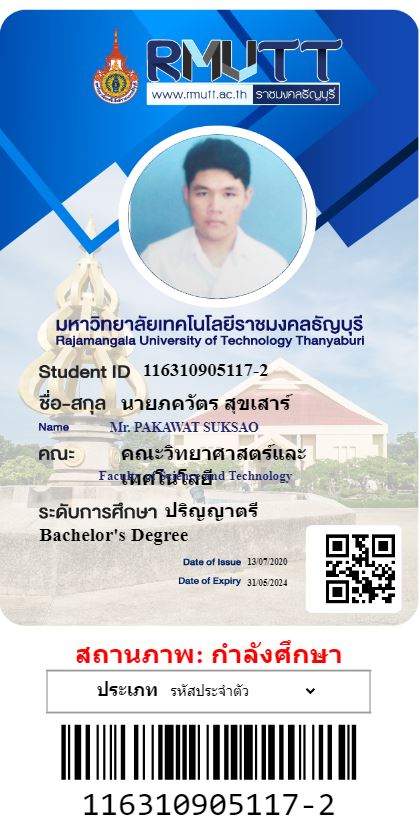 RMUTT
www.rmutt.ac.th ราชมงคลธัญบุรี
มหาวิทยาลัยเทคโนโลยีราชมงคลธัญบุรี
Rajamangala University of Technology Thanyaburi
Student ID 116310905117-2
ชื่อ-สกุล นายภควัตร สุขเสาร์
Name Mr. PAKAWAT SUKSAO
คณะ คณะวิทยาศาสตร์และ
เทคโนโลยี
Faculty of Science and Technology
ระดับการศึกษา ปริญญาตรี
Bachelor's Degree
Date of Issue 13/07/2020
Date of Expiry 31/05/2024
สถานภาพ: กำลังศึกษา
ประเภท รหัสประจำตัว
116310905117-2